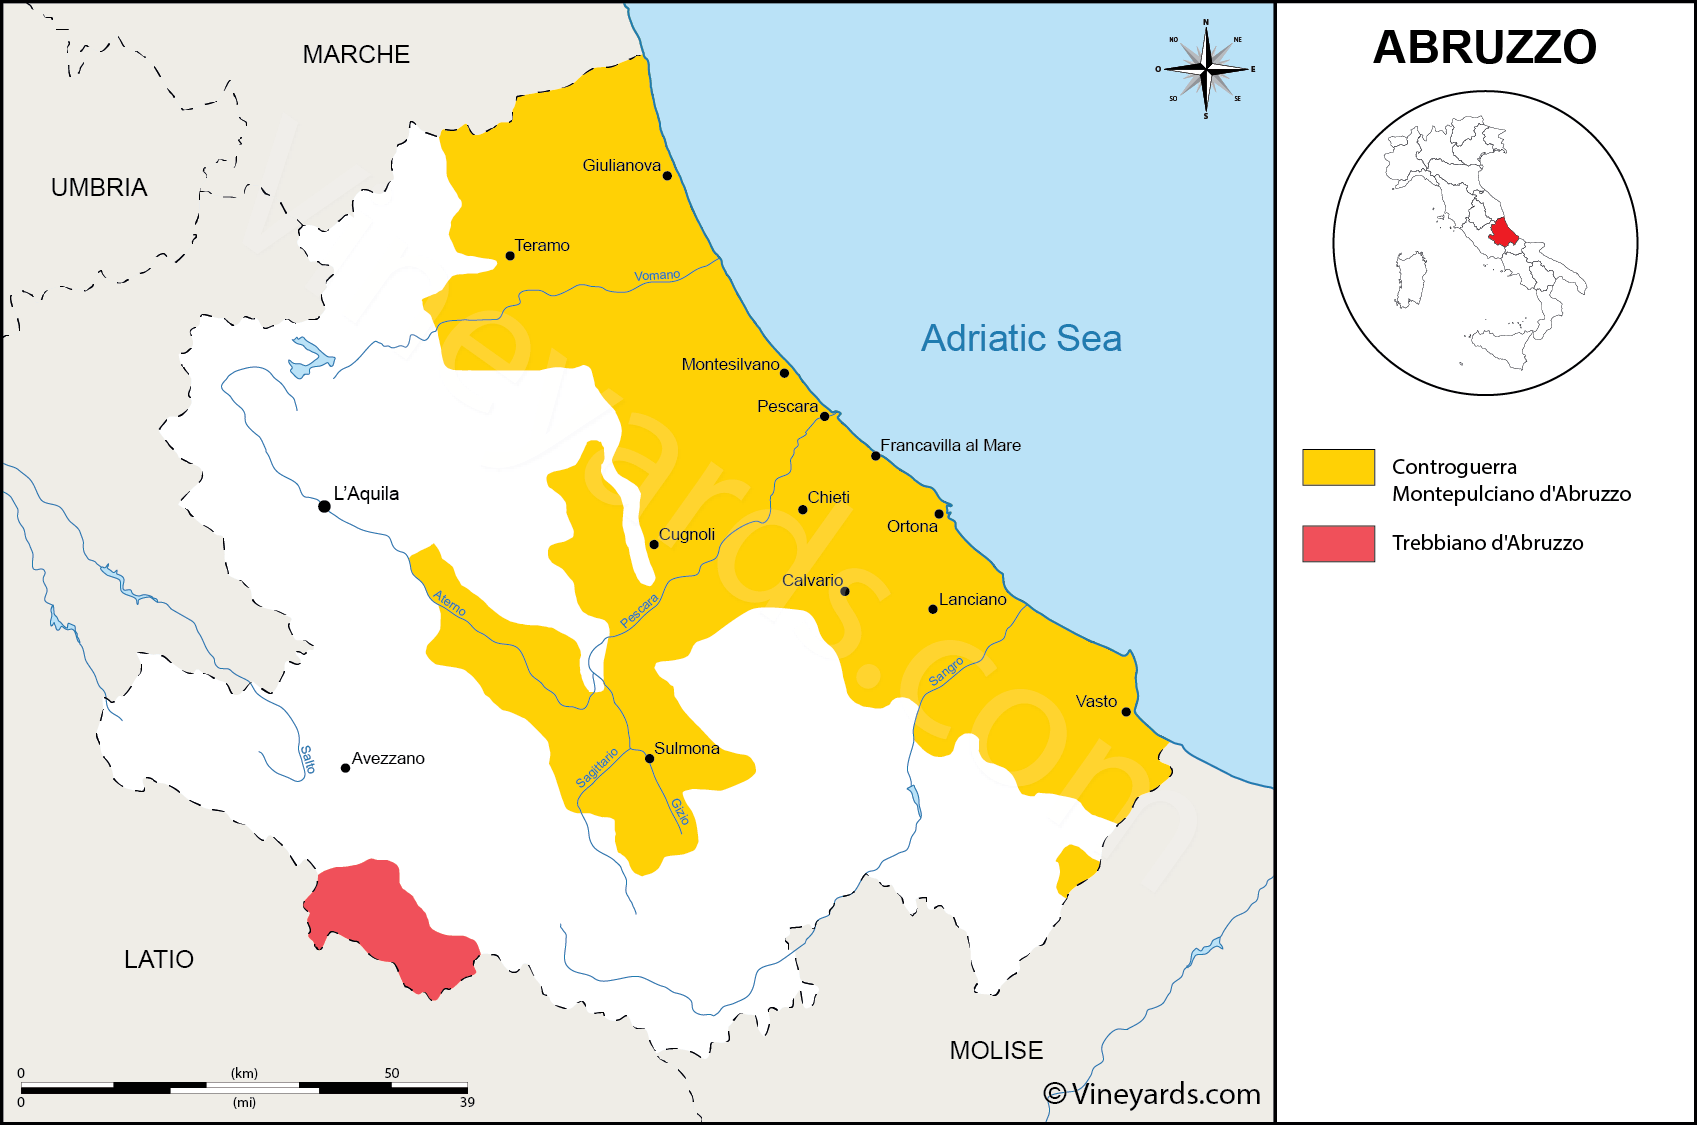 MARCHE
UMBRIA
Giulianova
Teramo
Vomano
Adriatic Sea
Montesilvano
Pescara
Francavilla al Mare
L'Aquila
Chieti
Ortona
Cugnoli
Calvario
Lanciano
Aterno
Pescara
Sangro
Vasto
Salto
Avezzano
Sagittario
Sulmona
Gizio
LATIO
MOLISE
N
NO
NE
O
E
SO
SE
S
0
(km)
50
0
(mi)
39
© Vineyards.com
Vineyards.com
ABRUZZO
Controguerra
Montepulciano d'Abruzzo
Trebbiano d'Abruzzo